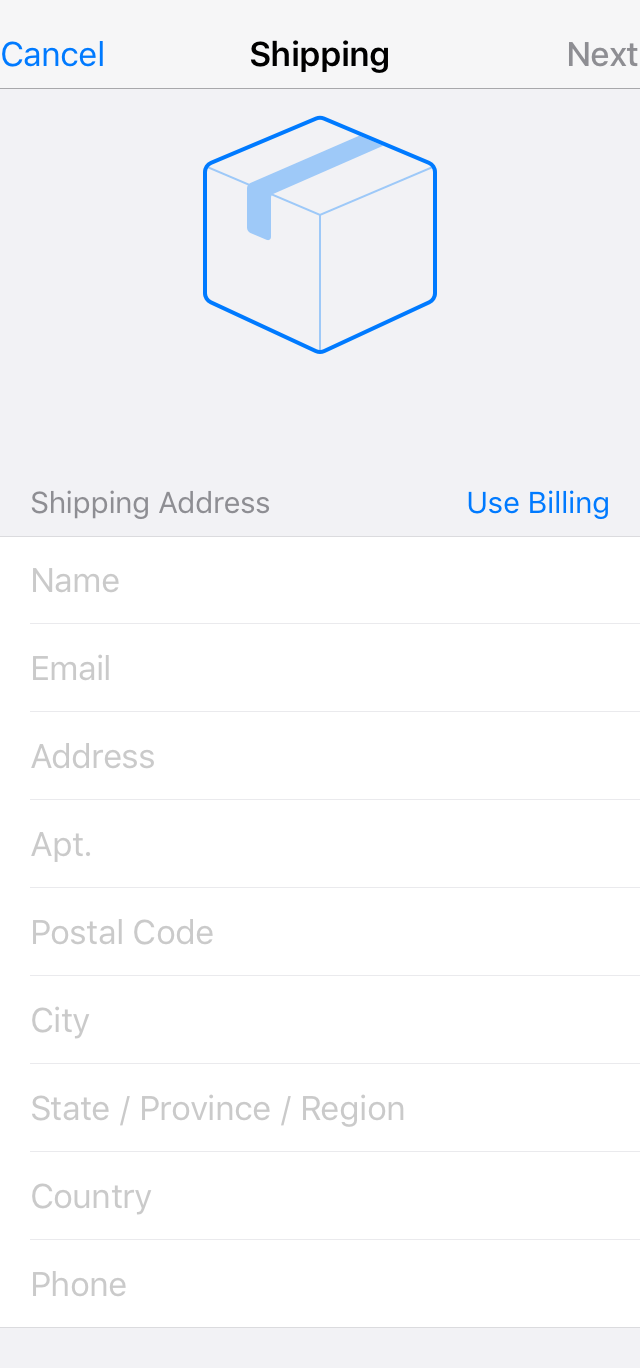 Cancel Shipping Next
Shipping Address Use Billing
Name
Email
Address
Apt.
Postal Code
City
State / Province / Region
Country
Phone